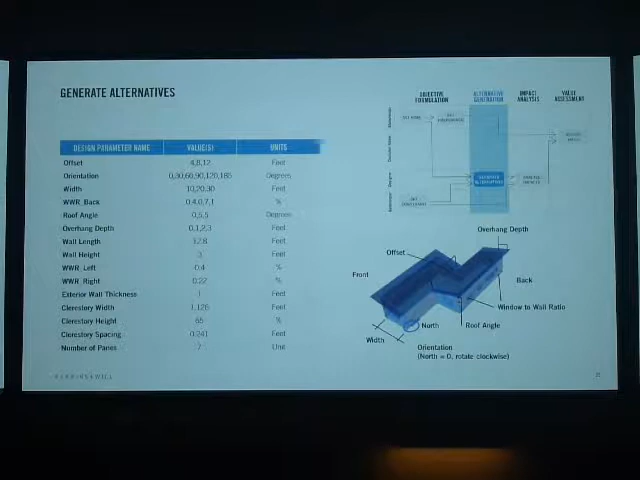 GENERATE ALTERNATIVES
OBJECTIVE FORMULATION
ALTERNATIVE GENERATION
IMPACT ANALYSIS
VALUE ASSESSMENT
DESIGN PARAMETER NAME VALUE(S) UNITS
Offset 4,8,12 Feet
Orientation 0,30,60,90,120,185 Degrees
Width 10,20,30 Feet
WWR_Back 0.4,0.7,1 %
Roof Angle 0,5.5 Degrees
Overhang Depth 0,1,2,3 Feet
Wall Length 12.8 Feet
Wall Height 3 Feet
WWR_Left 0.4 %
WWR_Right 0.22 %
Exterior Wall Thickness 1 Feet
Clerestory Width 1.126 Feet
Clerestory Height 65 %
Clerestory Spacing 0.241 Feet
Number of Panes 7 Unit
Overhang Depth
Offset
Front
Back
Window to Wall Ratio
North
Roof Angle
Width
Orientation
(North = 0, rotate clockwise)
PERKINS+WILL